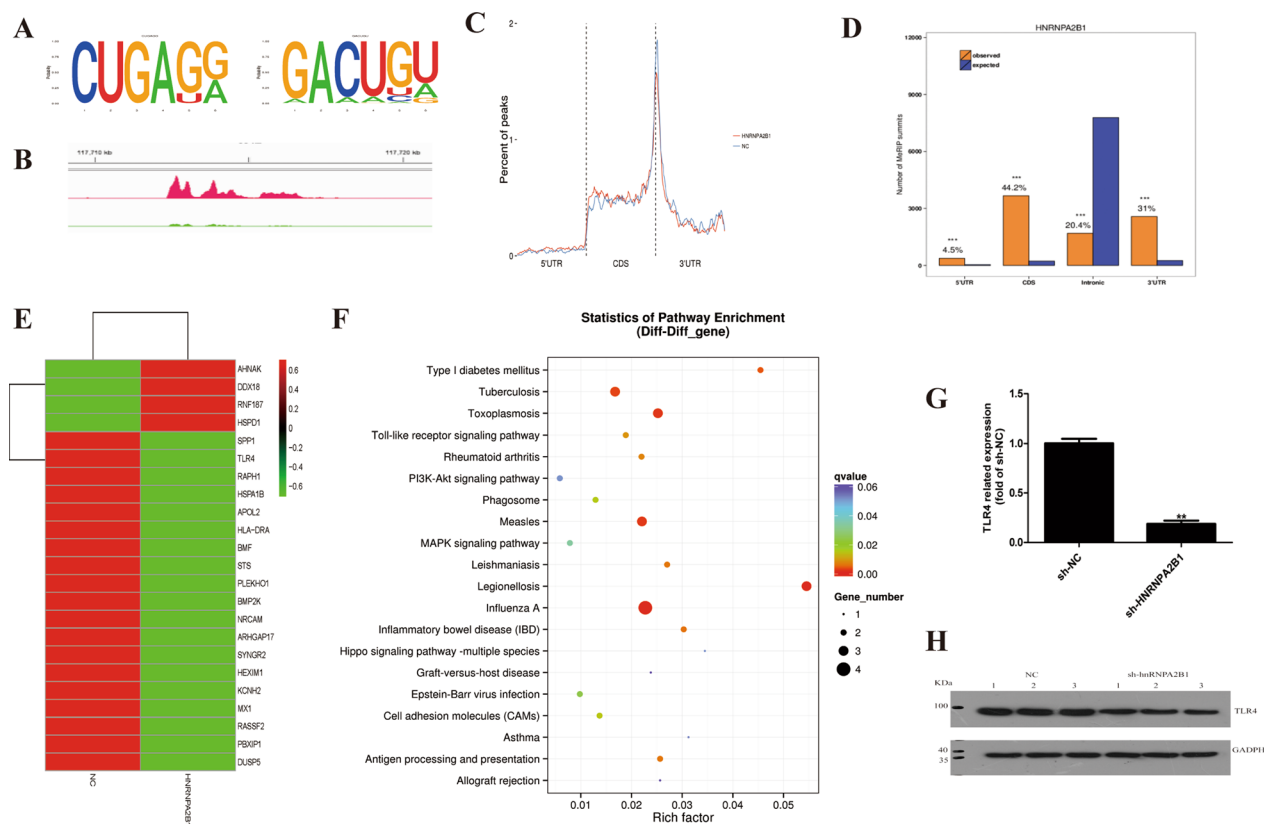 A
CUGAGG
UA
GACUGU
B
117,710 kb
117,720 kb
C
2
1
0
Percent of peaks
HNRNPA2B1
NC
5'UTR
CDS
3'UTR
D
HNRNPA2B1
12000
9000
6000
3000
0
Number of MeRIP summits
observed
expected
***
4.5%
***
44.2%
***
20.4%
***
31%
5'UTR
CDS
Intronic
3'UTR
E
AHNAK
DDX18
RNF187
HSPD1
SPP1
TLR4
RAPH1
HSPA1B
APOL2
HLA-DRA
BMF
STS
PLEKHO1
BMP2K
NRCAM
ARHGAP17
SYNGR2
HEXIM1
KCNH2
MX1
RASSF2
PBXIP1
DUSP5
NC
HNRNPA2B1
0.6
0.4
0.2
0
-0.2
-0.4
-0.6
F
Statistics of Pathway Enrichment
(Diff-Diff_gene)
Type I diabetes mellitus
Tuberculosis
Toxoplasmosis
Toll-like receptor signaling pathway
Rheumatoid arthritis
PI3K-Akt signaling pathway
Phagosome
Measles
MAPK signaling pathway
Leishmaniasis
Legionellosis
Influenza A
Inflammatory bowel disease (IBD)
Hippo signaling pathway -multiple species
Graft-versus-host disease
Epstein-Barr virus infection
Cell adhesion molecules (CAMs)
Asthma
Antigen processing and presentation
Allograft rejection
0.01
0.02
0.03
0.04
0.05
Rich factor
qvalue
0.06
0.04
0.02
0.00
Gene_number
1
2
3
4
G
TLR4 related expression
(fold of sh-NC)
1.5
1.0
0.5
0.0
**
sh-NC
sh-HNRNPA2B1
H
KDa
NC
sh-hnRNPA2B1
1 2 3 1 2 3
100
TLR4
40
35
GADPH